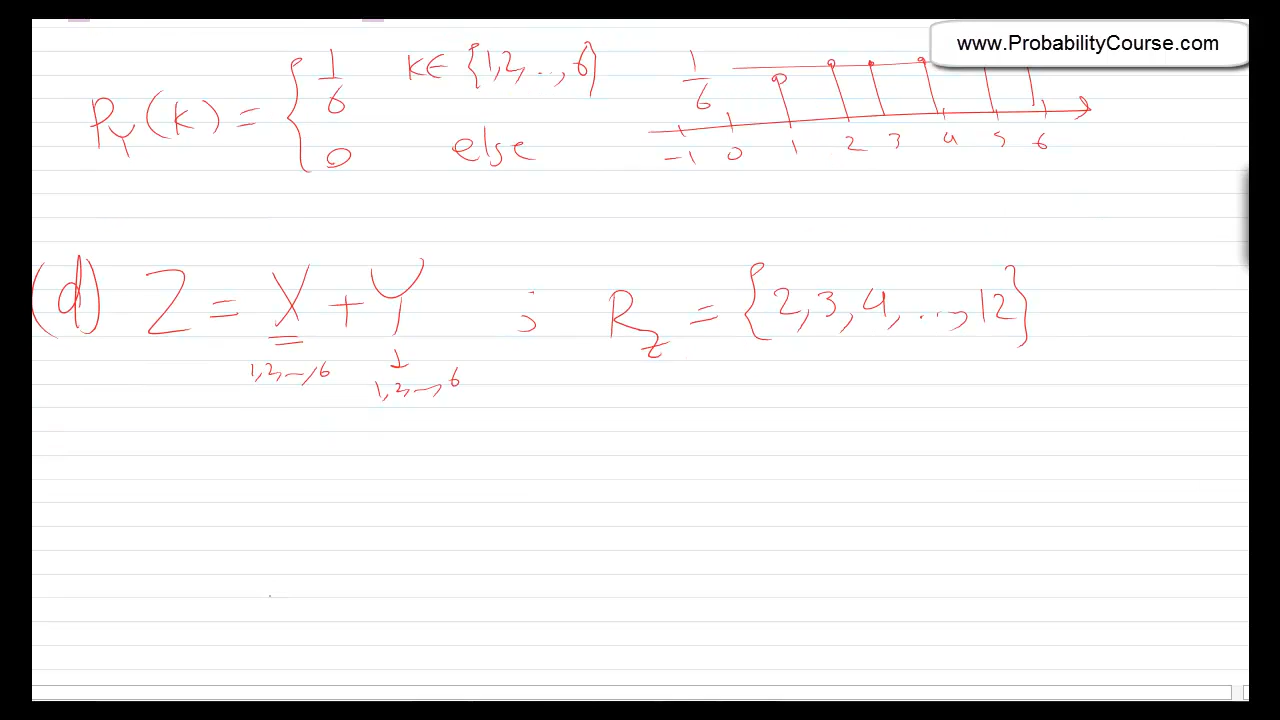 www.ProbabilityCourse.com
P_Y(k) = { 1/6 k∈ {1,2,...,6}
0 else
1/6
-1 0 1 2 3 4 5 6
(d) Z = X + Y ; R_Z = {2,3,4,...,12}
1,2,...,6
1,2,...,6